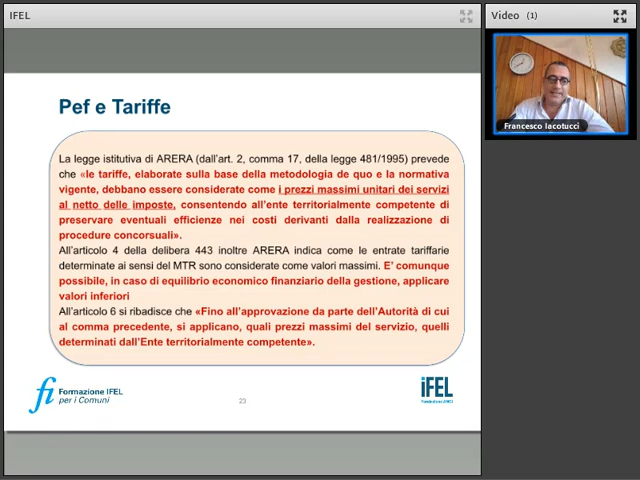 IFEL
Video (1)
Francesco Iacotucci
Pef e Tariffe
La legge istitutiva di ARERA (dall'art. 2, comma 17, della legge 481/1995) prevede
che «le tariffe, elaborate sulla base della metodologia de quo e la normativa
vigente, debbano essere considerate come i prezzi massimi unitari dei servizi
al netto delle imposte, consentendo all'ente territorialmente competente di
preservare eventuali efficienze nei costi derivanti dalla realizzazione di
procedure concorsuali».
All'articolo 4 della delibera 443 inoltre ARERA indica come le entrate tariffarie
determinate ai sensi del MTR sono considerate come valori massimi. E' comunque
possibile, in caso di equilibrio economico finanziario della gestione, applicare
valori inferiori
All'articolo 6 si ribadisce che «Fino all'approvazione da parte dell'Autorità di cui
al comma precedente, si applicano, quali prezzi massimi del servizio, quelli
determinati dall'Ente territorialmente competente».
fi
Formazione IFEL
per i Comuni
23
iFEL
Fondazione ANCI